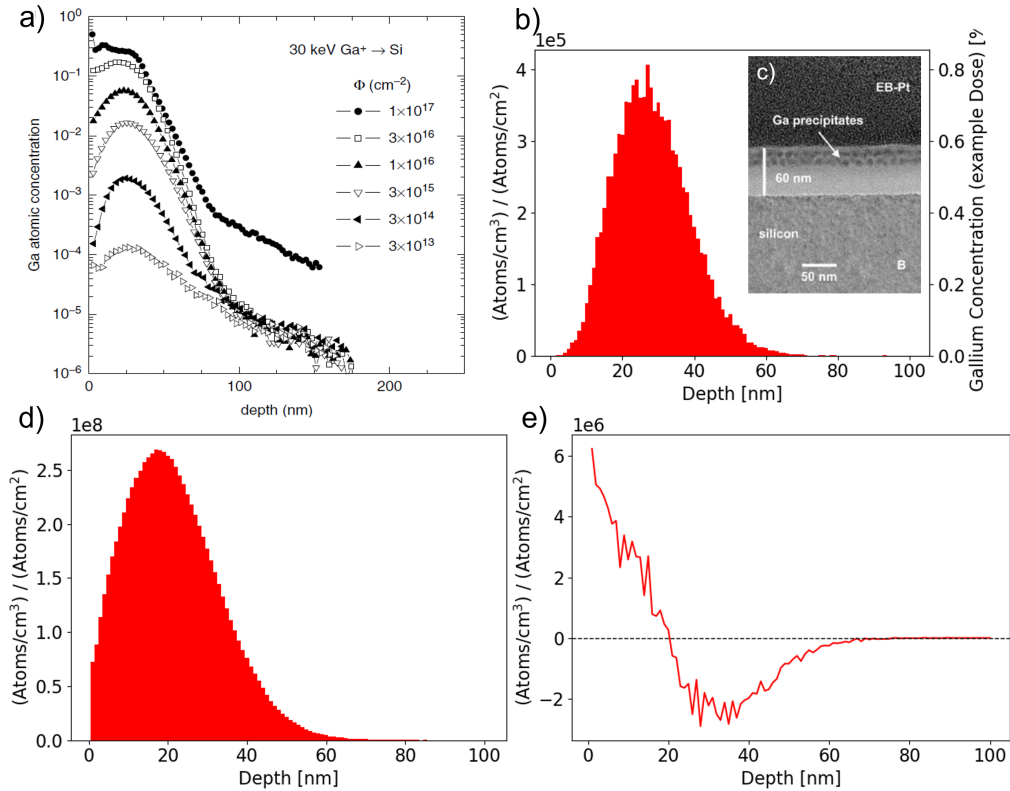 a)
10⁰
10⁻¹
10⁻²
10⁻³
10⁻⁴
10⁻⁵
10⁻⁶
Ga atomic concentration
30 keV Ga⁺ → Si
Φ (cm⁻²)
1×10¹⁷
3×10¹⁶
1×10¹⁶
3×10¹⁵
3×10¹⁴
3×10¹³
0
50
100
200
depth (nm)
b)
1e5
4
3
2
1
0
(Atoms/cm³) / (Atoms/cm²)
0
20
40
60
80
100
Depth [nm]
0.8
0.6
0.4
0.2
0.0
Gallium Concentration (example Dose) [%
c)
EB-Pt
Ga precipitates
60 nm
silicon
50 nm
B
d)
1e8
2.5
2.0
1.5
1.0
0.5
0.0
(Atoms/cm³) / (Atoms/cm²)
0
20
40
60
80
100
Depth [nm]
e)
1e6
6
4
2
0
−2
(Atoms/cm³) / (Atoms/cm²)
0
20
40
60
80
100
Depth [nm]